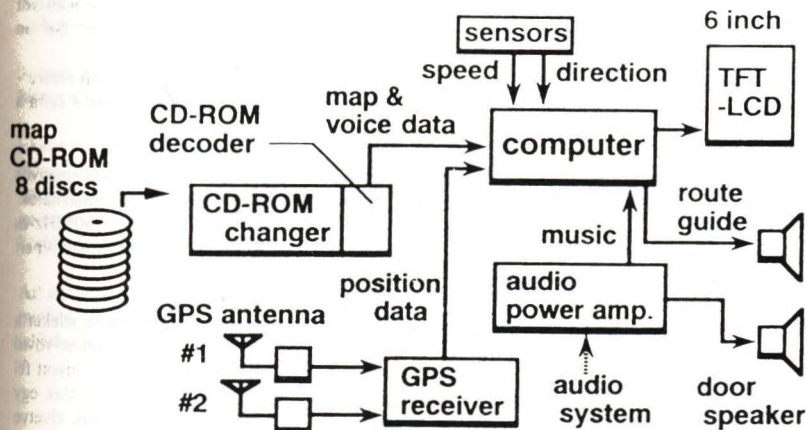 sensors
6 inch
speed
direction
TFT
-LCD
map &
voice data
CD-ROM
decoder
computer
map
CD-ROM
8 discs
CD-ROM
changer
route
guide
music
position
data
audio
power amp.
GPS antenna
#1
#2
GPS
receiver
audio
system
door
speaker